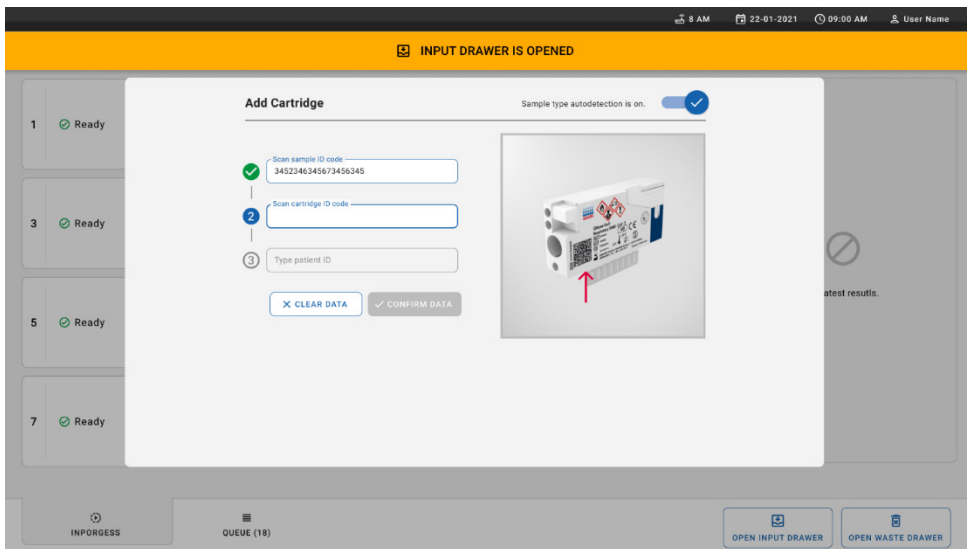 8 AM 22-01-2021 09:00 AM User Name
INPUT DRAWER IS OPENED
Add Cartridge
Sample type autodetection is on.
1 Ready
Scan sample ID code
3452346345673456345
3 Ready
Scan cartridge ID code
2
3 Type patient ID
CLEAR DATA
CONFIRM DATA
atest resutls.
5 Ready
7 Ready
INPORGESS
QUEUE (18)
OPEN INPUT DRAWER
OPEN WASTE DRAWER